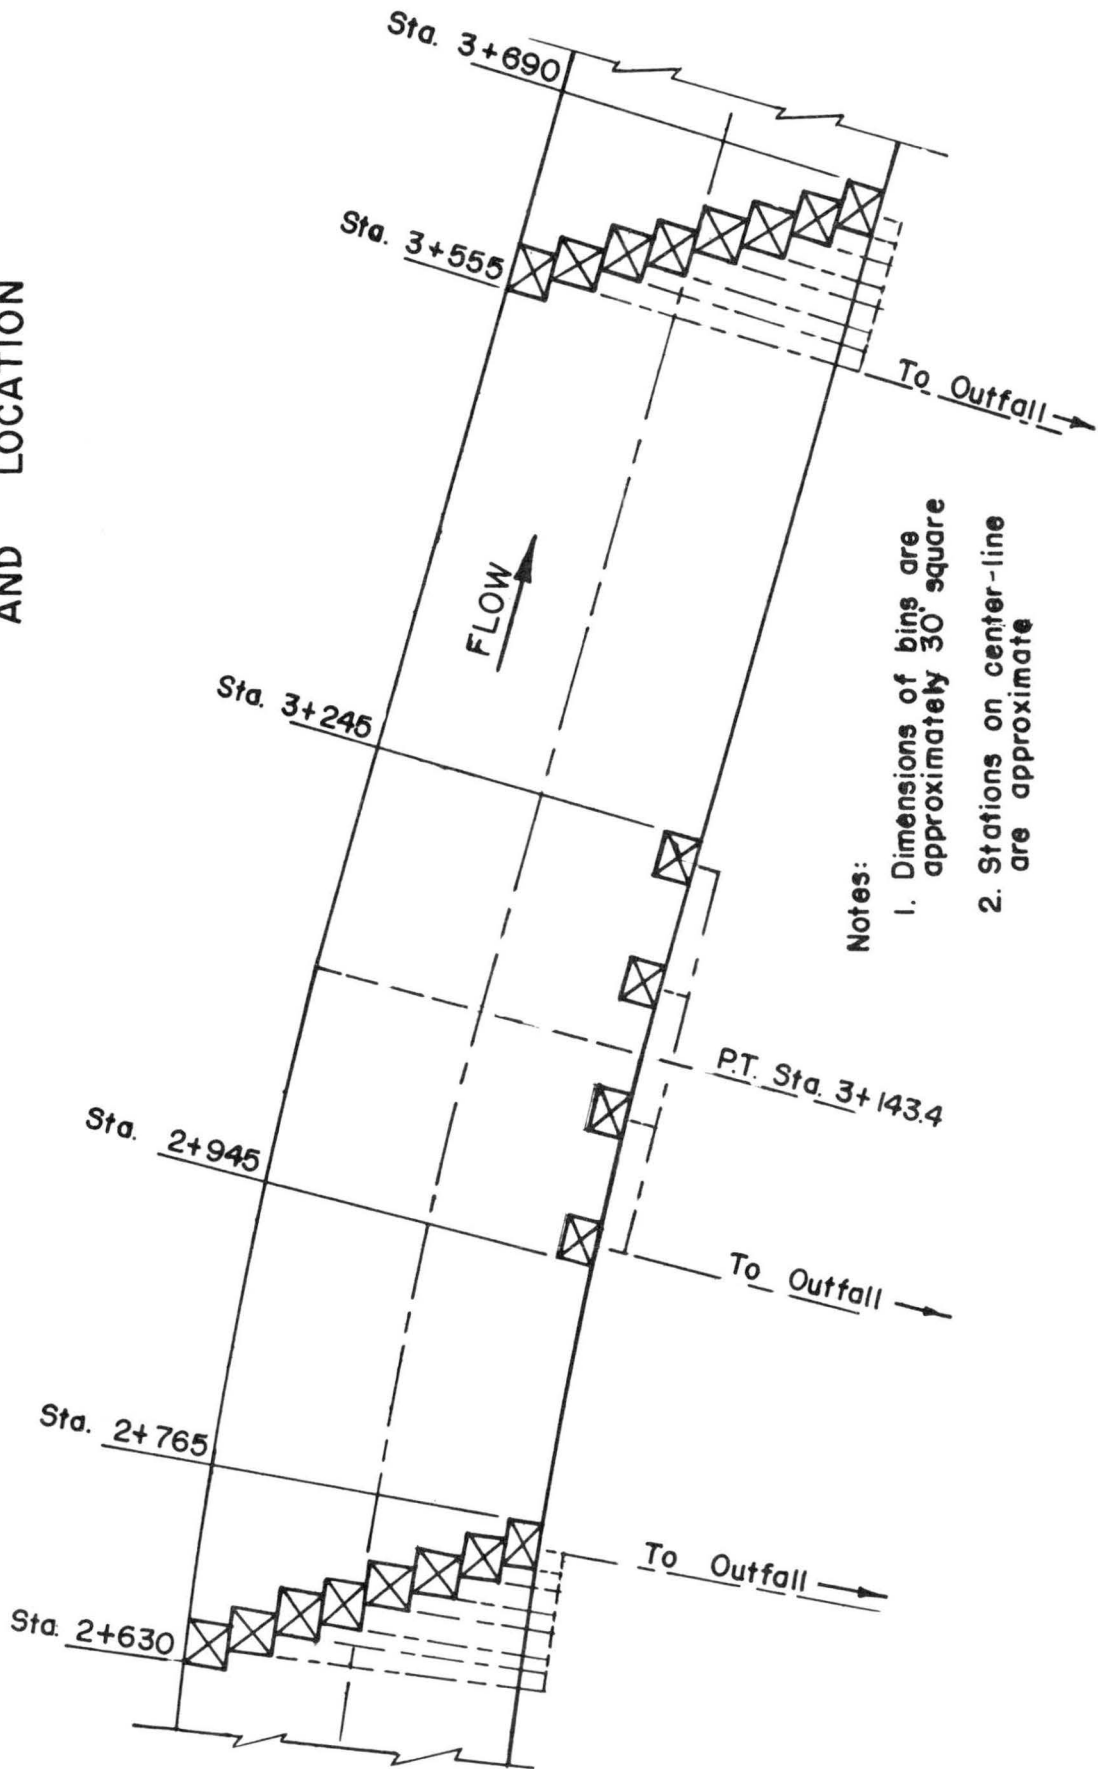 AND LOCATION
Sta. 3+690
Sta. 3+555
To Outfall
FLOW
Sta. 3+245
Notes:
1. Dimensions of bins are
approximately 30' square
2. Stations on center-line
are approximate
P.T. Sta. 3+143.4
Sta. 2+945
To Outfall
Sta. 2+765
To Outfall
Sta. 2+630